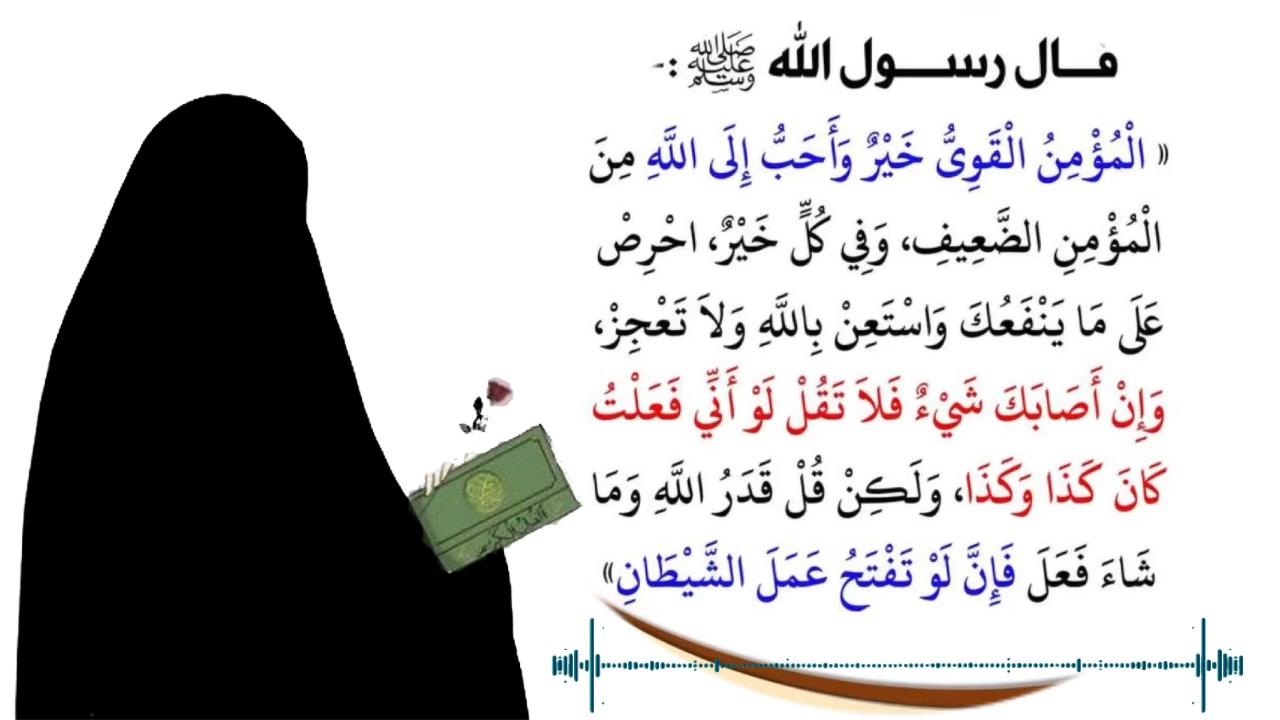 قال رسول الله ﷺ :-
« الْمُؤْمِنُ الْقَوِىُّ خَيْرٌ وَأَحَبُّ إِلَى اللَّهِ مِنَ
الْمُؤْمِنِ الضَّعِيفِ، وَفِي كُلٍّ خَيْرٌ، احْرِصْ
عَلَى مَا يَنْفَعُكَ وَاسْتَعِنْ بِاللَّهِ وَلاَ تَعْجِزْ،
وَإِنْ أَصَابَكَ شَيْءٌ فَلاَ تَقُلْ لَوْ أَنِّي فَعَلْتُ
كَانَ كَذَا وَكَذَا، وَلَكِنْ قُلْ قَدَرُ اللَّهِ وَمَا
شَاءَ فَعَلَ فَإِنَّ لَوْ تَفْتَحُ عَمَلَ الشَّيْطَانِ»